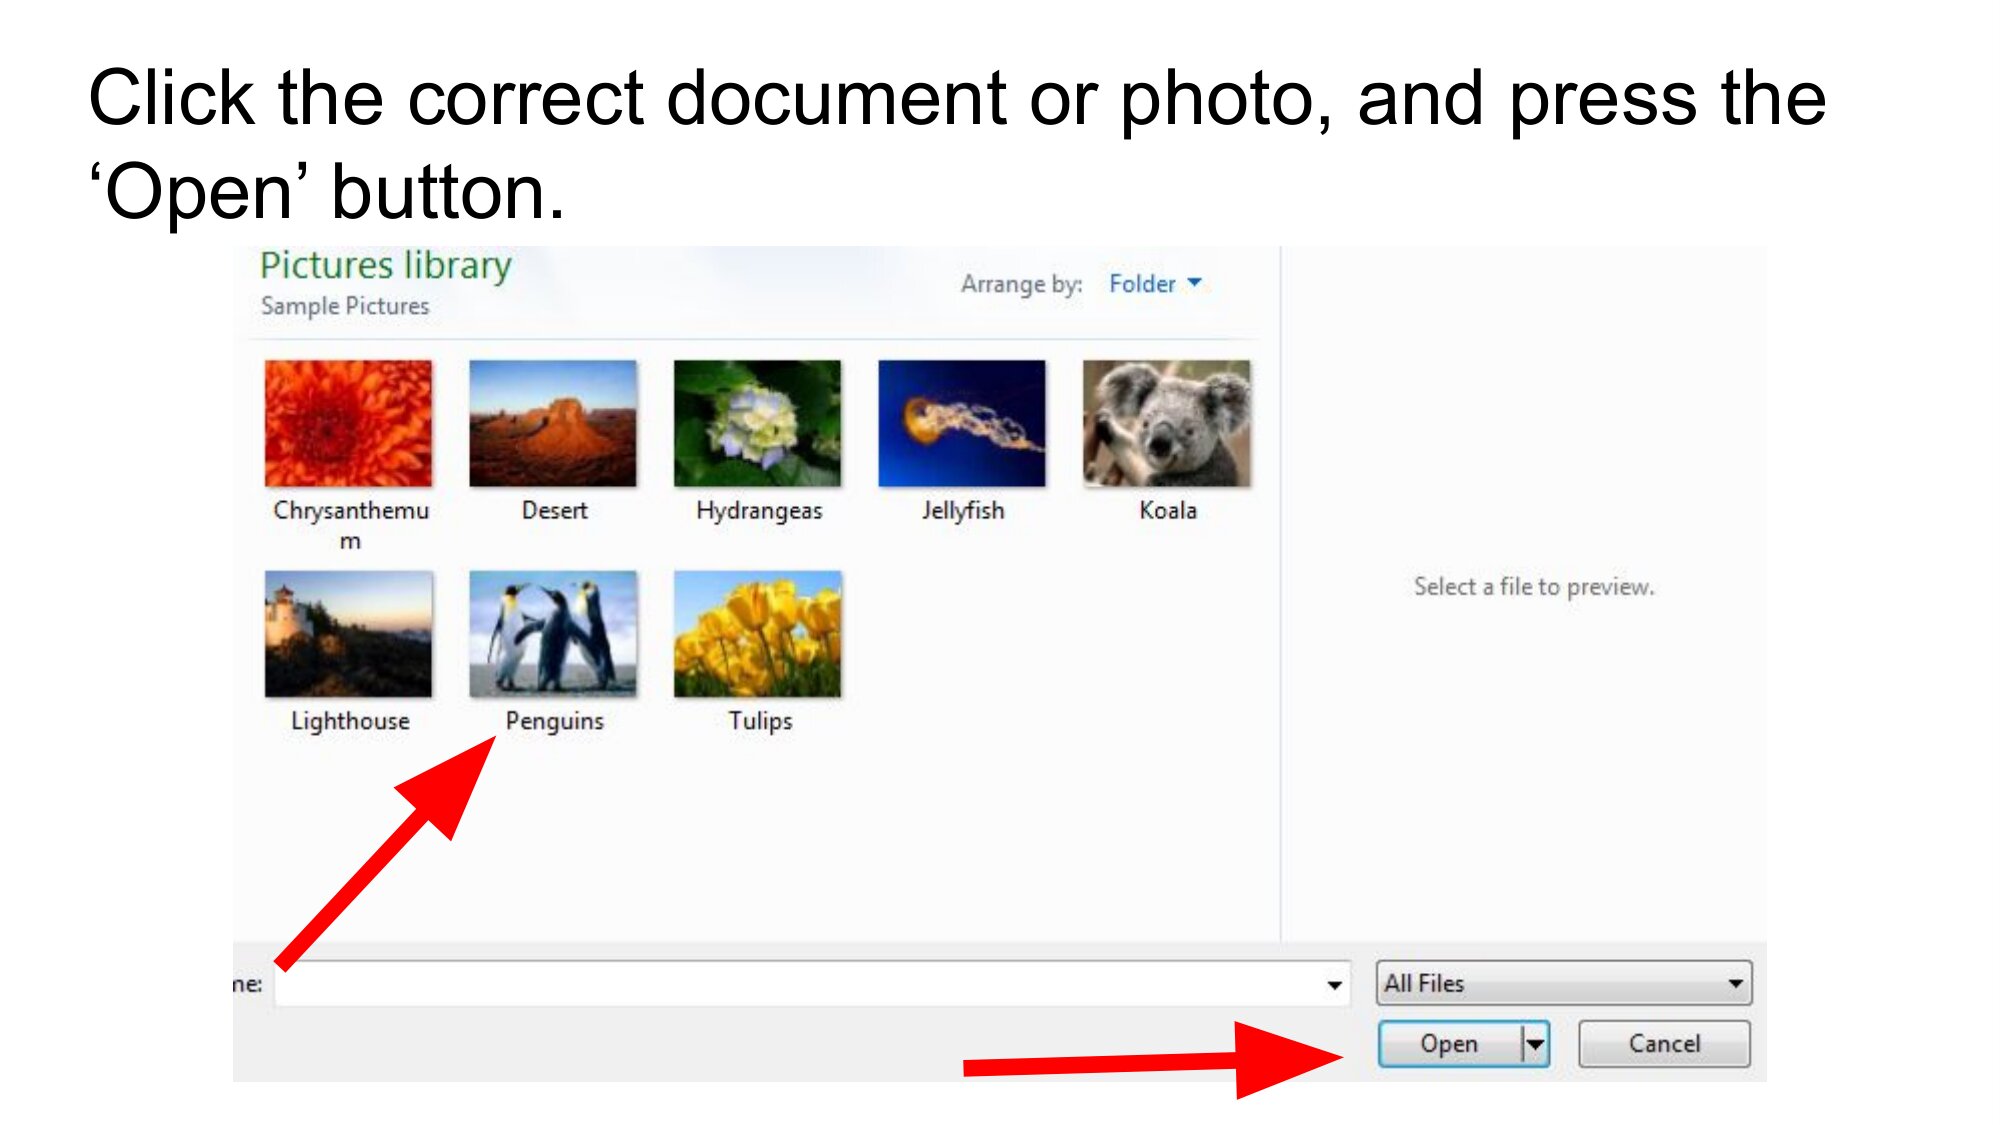 Click the correct document or photo, and press the
‘Open’ button.
Pictures library
Sample Pictures
Arrange by: Folder
Chrysanthemu
m
Desert
Hydrangeas
Jellyfish
Koala
Lighthouse
Penguins
Tulips
Select a file to preview.
me:
All Files
Open
Cancel